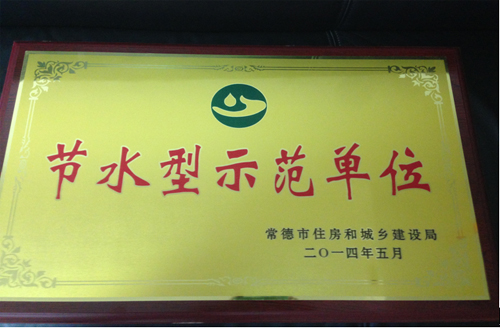 节水型示范单位
常德市住房和城乡建设局
二〇一四年五月